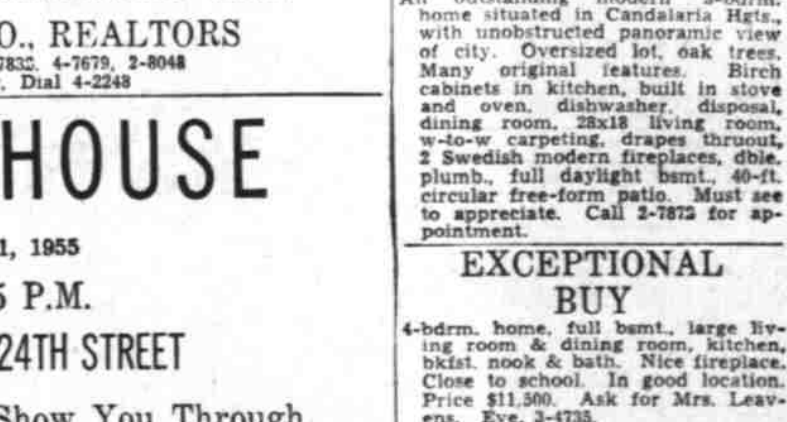 O., REALTORS
7832. 4-7679, 2-8048
Dial 4-2248
HOUSE
1, 1955
5 P.M.
24TH STREET
Show You Through
An outstanding modern 3-bdrm.
home situated in Candalaria Hgts.,
with unobstructed panoramic view
of city. Oversized lot, oak trees.
Many original features. Birch
cabinets in kitchen, built in stove
and oven, dishwasher, disposal,
dining room, 28x18 living room,
w-to-w carpeting, drapes thruout,
2 Swedish modern fireplaces, dble.
plumb., full daylight bsmt., 40-ft.
circular free-form patio. Must see
to appreciate. Call 2-7872 for ap-
pointment.
EXCEPTIONAL
BUY
4-bdrm. home, full bsmt., large liv-
ing room & dining room, kitchen,
bkfst. nook & bath. Nice fireplace.
Close to school. In good location.
Price $11,500. Ask for Mrs. Leav-
ens. Eve. 3-4735.